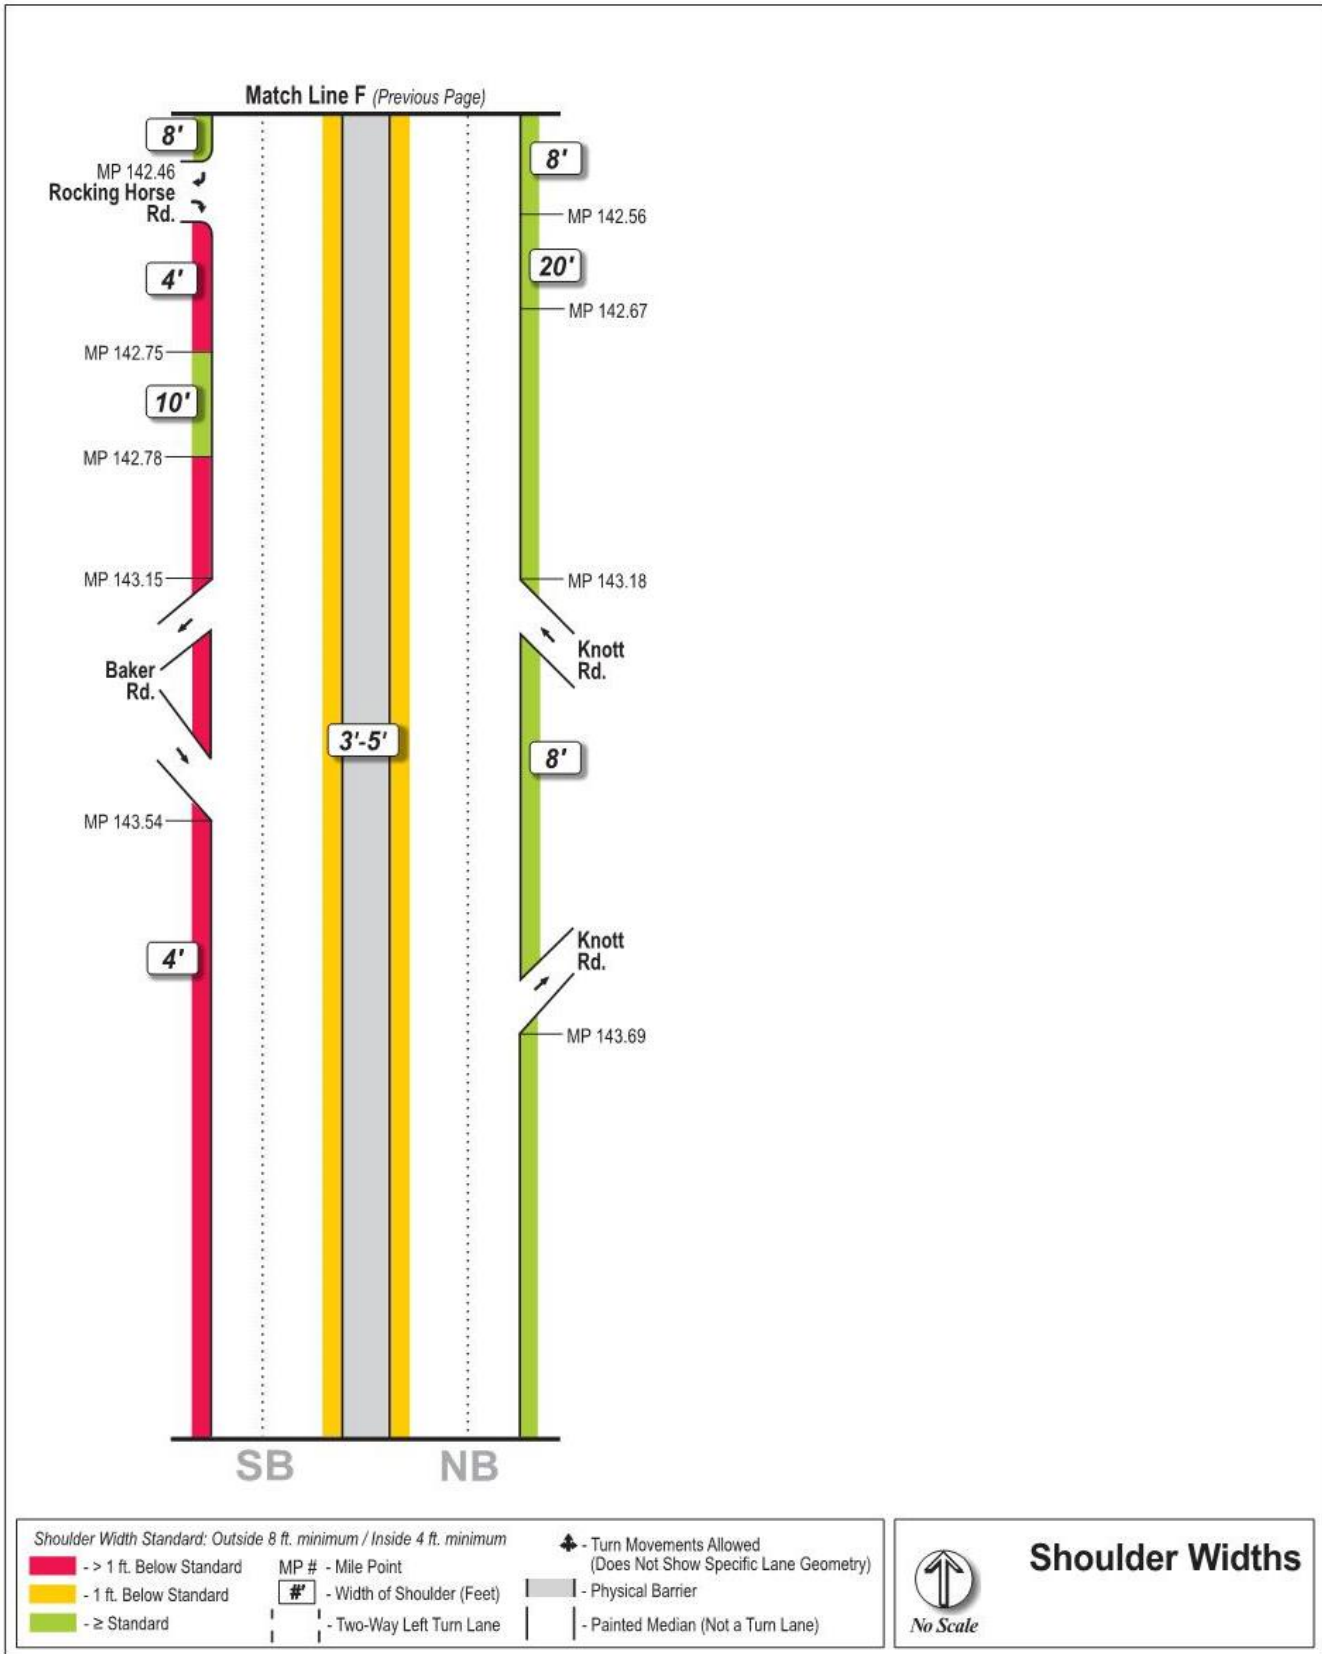 Match Line F (Previous Page)
8'
MP 142.46
Rocking Horse
Rd.
4'
MP 142.75
10'
MP 142.78
MP 143.15
Baker
Rd.
MP 143.54
4'
3'-5'
8'
MP 142.56
20'
MP 142.67
MP 143.18
Knott
Rd.
8'
Knott
Rd.
MP 143.69
SB
NB
Shoulder Width Standard: Outside 8 ft. minimum / Inside 4 ft. minimum
- > 1 ft. Below Standard
- 1 ft. Below Standard
- ≥ Standard
MP # - Mile Point
#' - Width of Shoulder (Feet)
- Two-Way Left Turn Lane
- Turn Movements Allowed
(Does Not Show Specific Lane Geometry)
- Physical Barrier
- Painted Median (Not a Turn Lane)
No Scale
Shoulder Widths